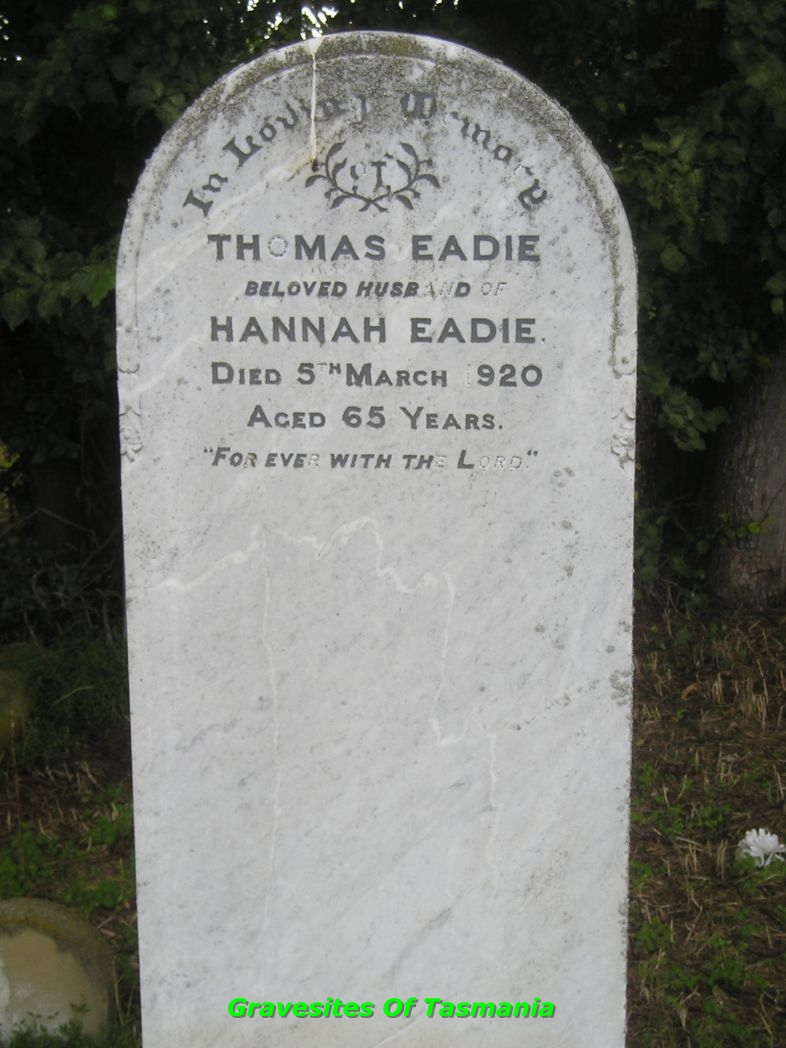 In Loving Memory
OF
THOMAS EADIE
BELOVED HUSBAND OF
HANNAH EADIE.
DIED 5TH MARCH 1920
AGED 65 YEARS.
"FOR EVER WITH THE LORD."
Gravesites Of Tasmania